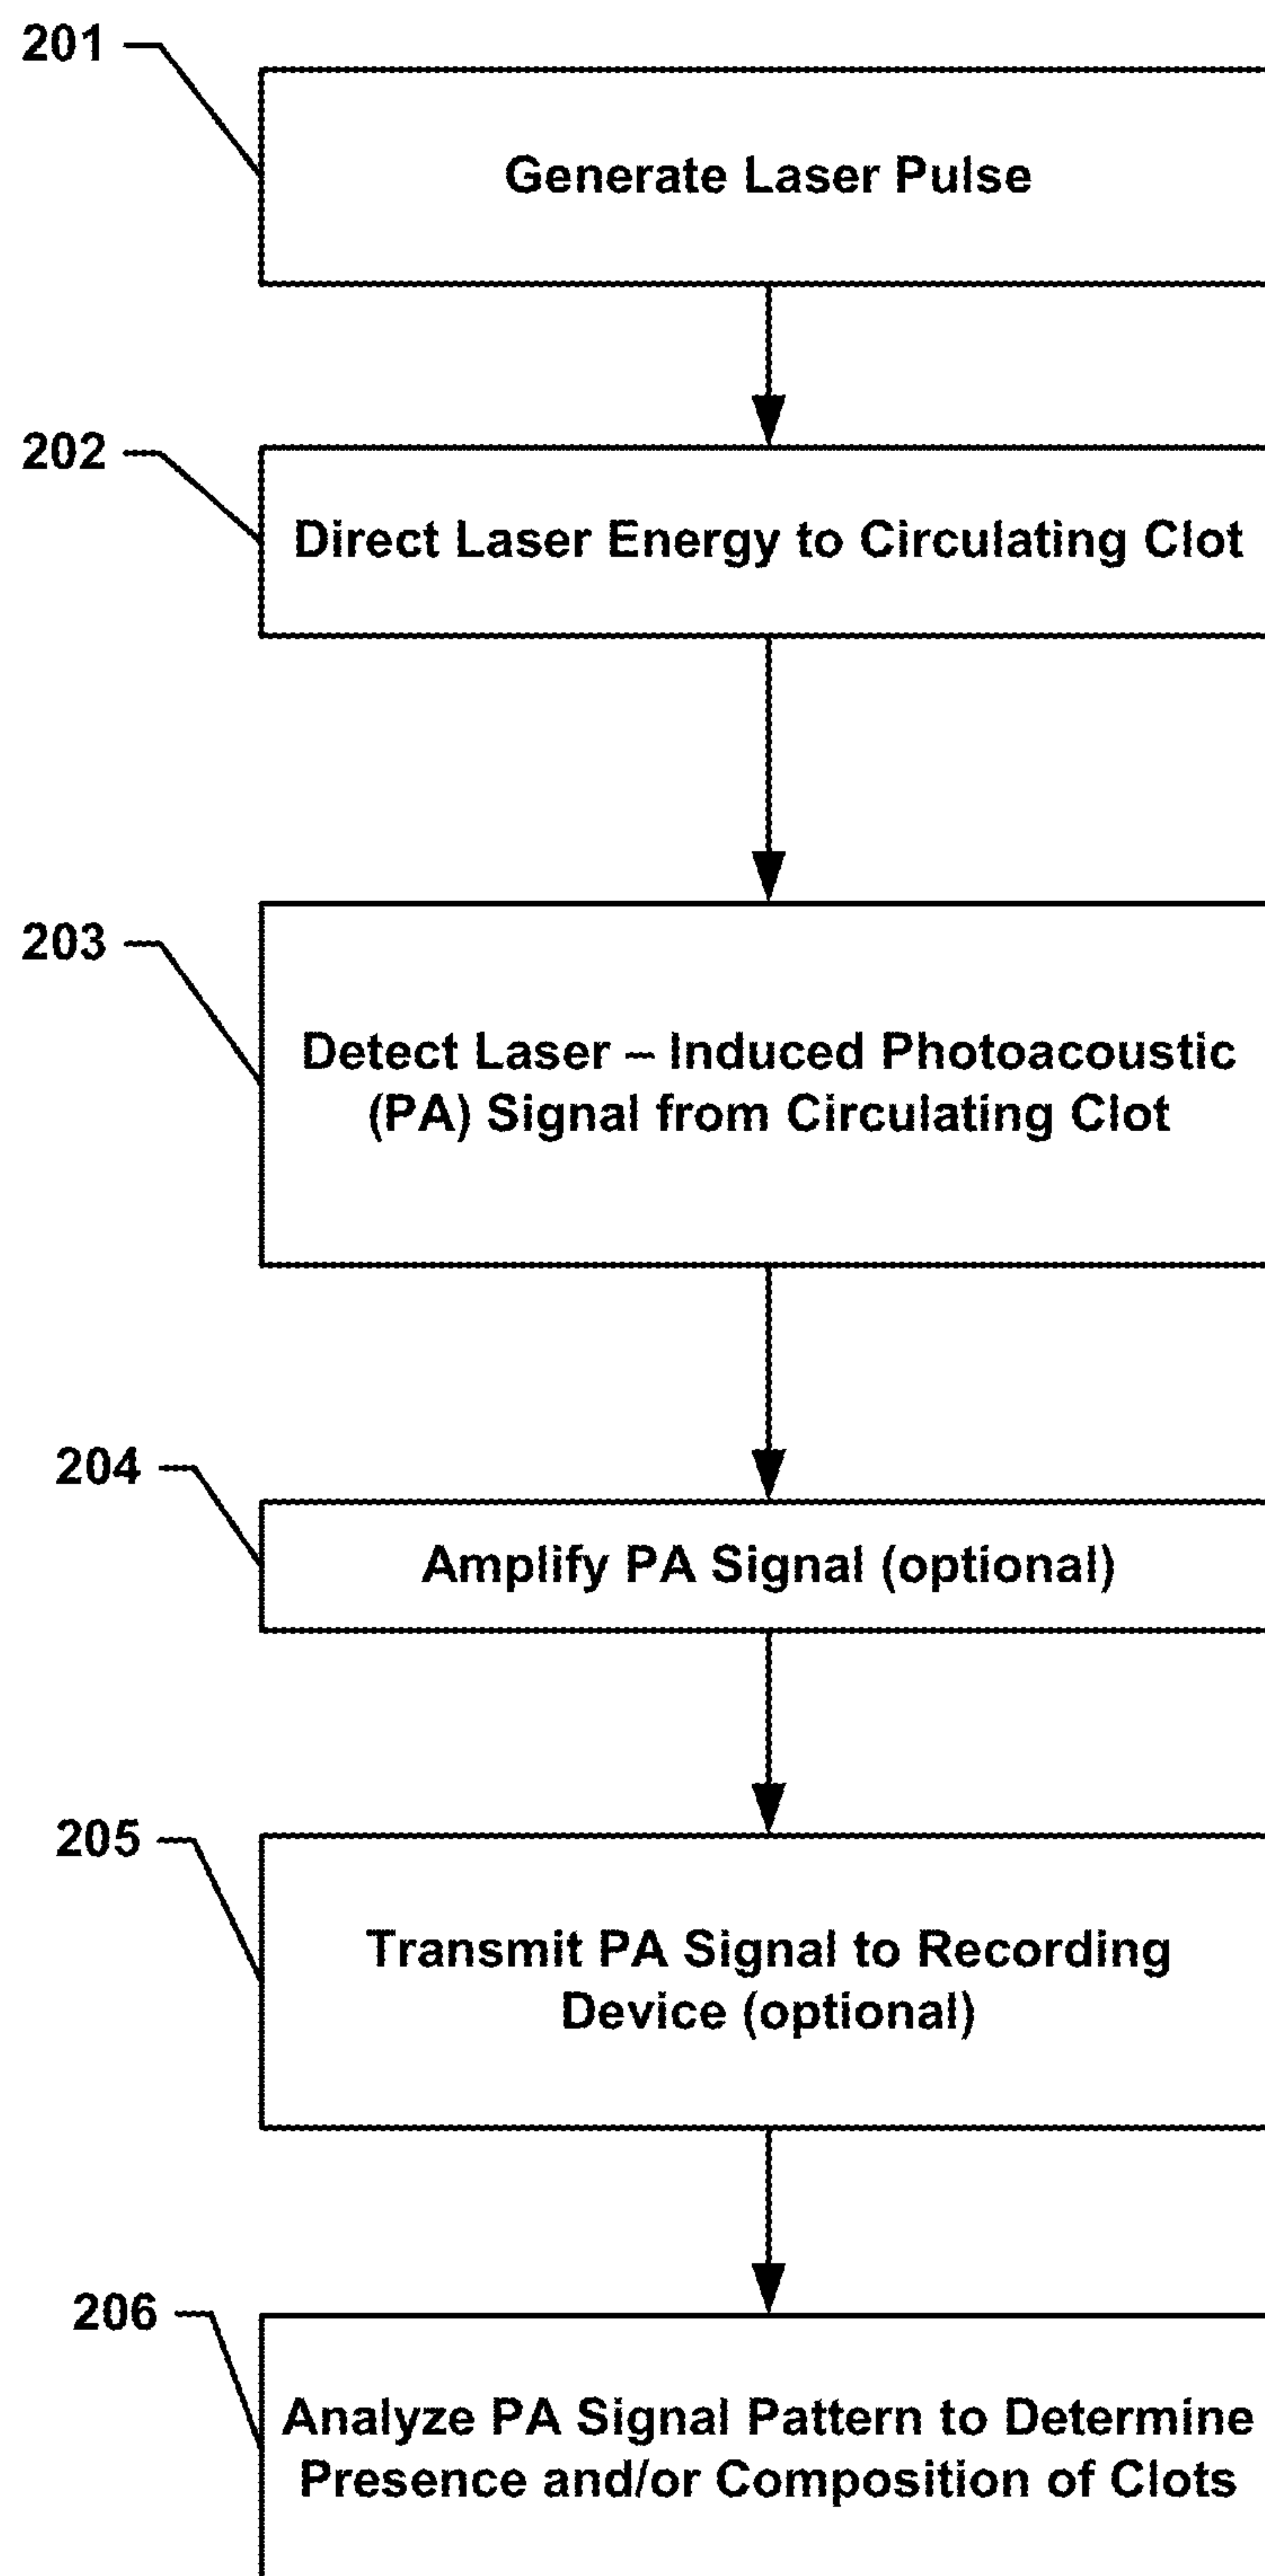 201
Generate Laser Pulse
202
Direct Laser Energy to Circulating Clot
203
Detect Laser – Induced Photoacoustic
(PA) Signal from Circulating Clot
204
Amplify PA Signal (optional)
205
Transmit PA Signal to Recording
Device (optional)
206
Analyze PA Signal Pattern to Determine
Presence and/or Composition of Clots